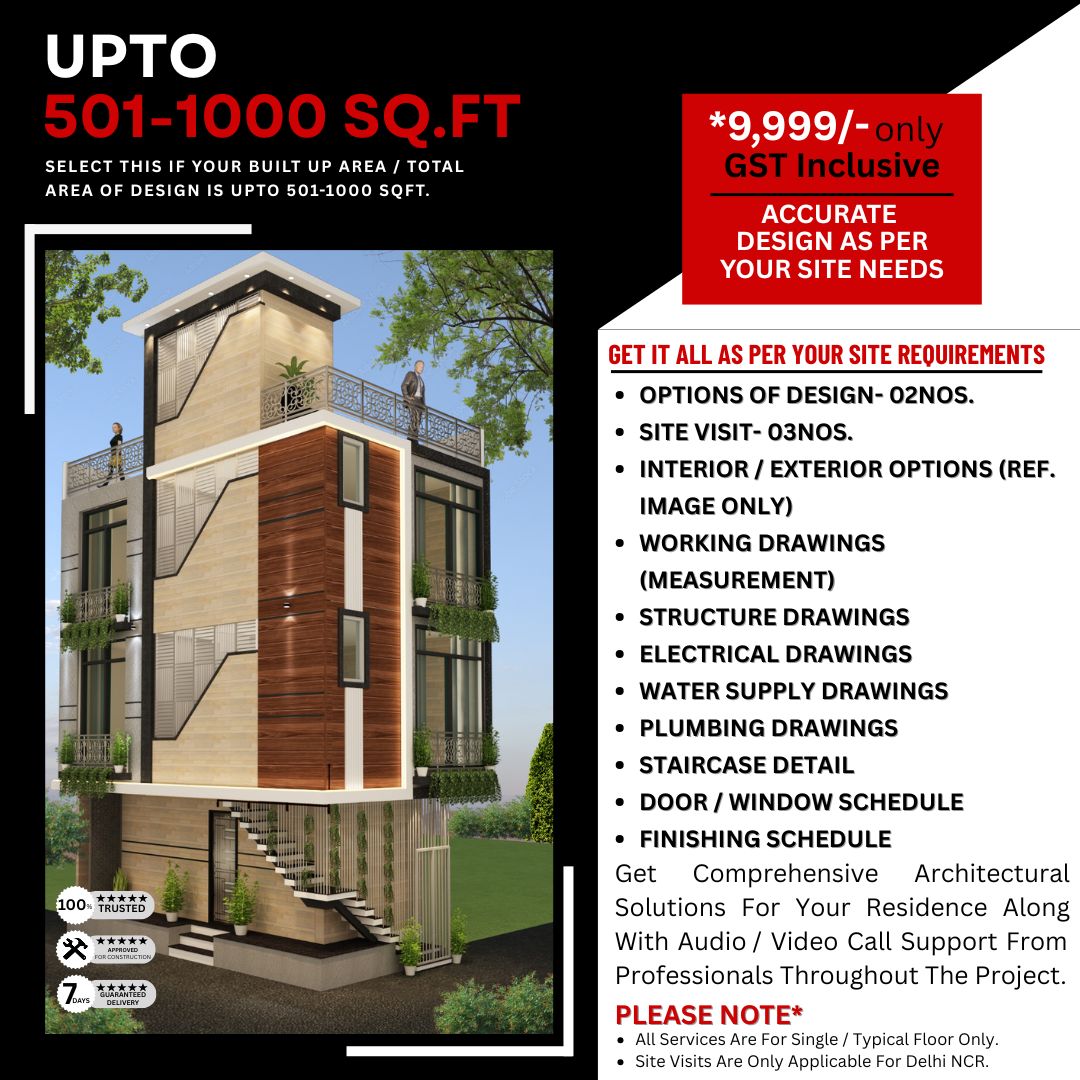 UPTO
501-1000 SQ.FT
SELECT THIS IF YOUR BUILT UP AREA / TOTAL
AREA OF DESIGN IS UPTO 501-1000 SQFT.
*9,999/- only
GST Inclusive
ACCURATE
DESIGN AS PER
YOUR SITE NEEDS
GET IT ALL AS PER YOUR SITE REQUIREMENTS
• OPTIONS OF DESIGN- 02NOS.
• SITE VISIT- 03NOS.
• INTERIOR / EXTERIOR OPTIONS (REF.
IMAGE ONLY)
• WORKING DRAWINGS
(MEASUREMENT)
• STRUCTURE DRAWINGS
• ELECTRICAL DRAWINGS
• WATER SUPPLY DRAWINGS
• PLUMBING DRAWINGS
• STAIRCASE DETAIL
• DOOR / WINDOW SCHEDULE
• FINISHING SCHEDULE
Get Comprehensive Architectural
Solutions For Your Residence Along
With Audio / Video Call Support From
Professionals Throughout The Project.
PLEASE NOTE*
• All Services Are For Single / Typical Floor Only.
• Site Visits Are Only Applicable For Delhi NCR.
100%
TRUSTED
APPROVED
FOR CONSTRUCTION
7 DAYS
GUARANTEED
DELIVERY